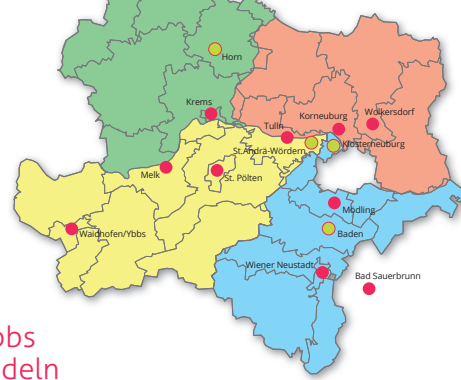 Horn
Krems
Wolkersdorf
Korneuburg
Tulln
St.Andrä-Wördern
Klosterneuburg
Melk
St. Pölten
Mödling
Waidhofen/Ybbs
Baden
Wiener Neustadt
Bad Sauerbrunn
bbs
deln